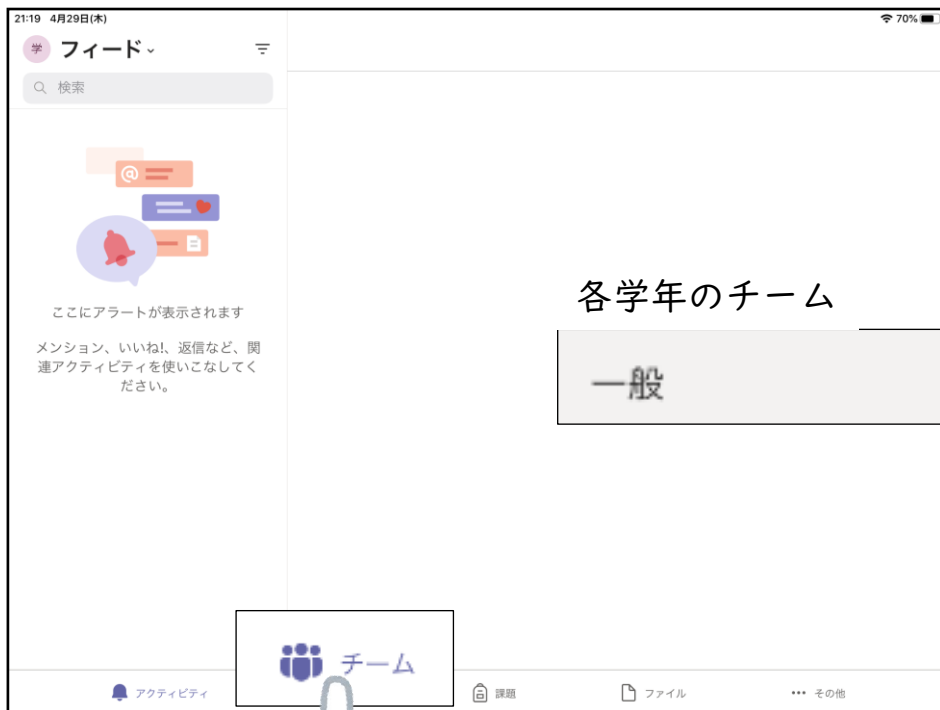 21:19 4月29日(木)
70%
学 フィード
検索
@
ここにアラートが表示されます
メンション、いいね!、返信など、関
連アクティビティを使いこなしてく
ださい。
各学年のチーム
一般
チーム
アクティビティ
課題
ファイル
••• その他